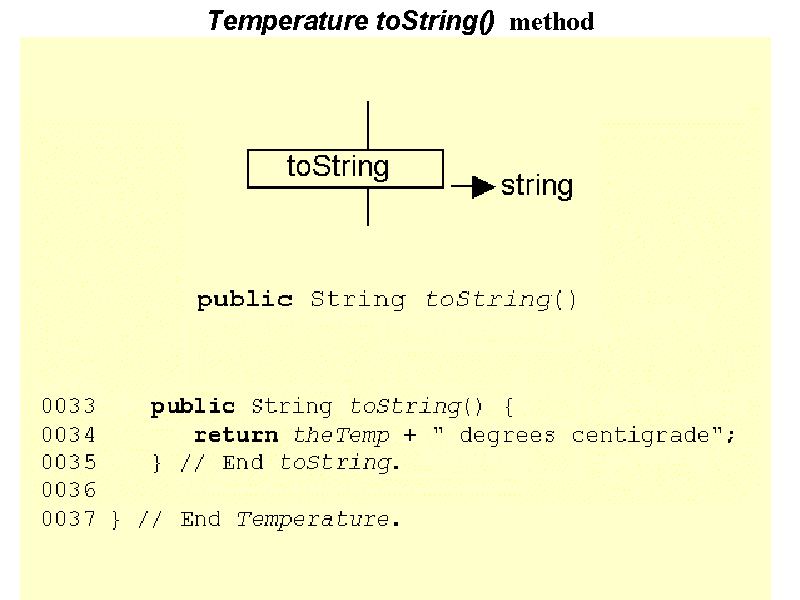 Temperature toString() method
toString
string
public String toString()
0033 public String toString() {
0034 return theTemp + " degrees centigrade";
0035 } // End toString.
0036
0037 } // End Temperature.